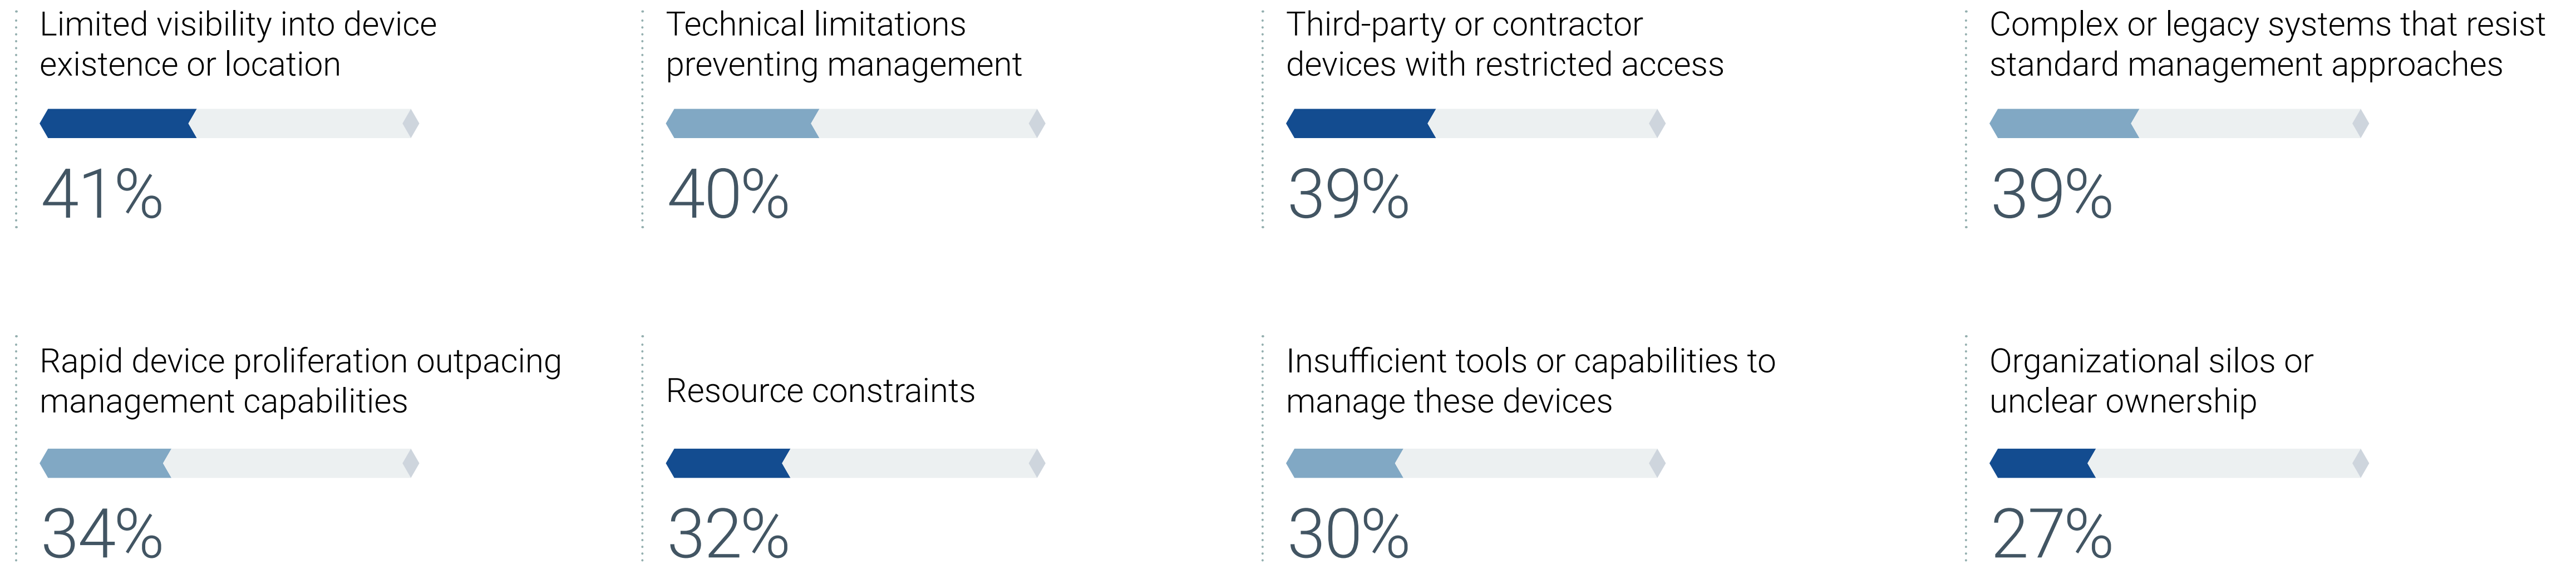 Limited visibility into device
existence or location
41%
Technical limitations
preventing management
40%
Third-party or contractor
devices with restricted access
39%
Complex or legacy systems that resist
standard management approaches
39%
Rapid device proliferation outpacing
management capabilities
34%
Resource constraints
32%
Insufficient tools or capabilities to
manage these devices
30%
Organizational silos or
unclear ownership
27%